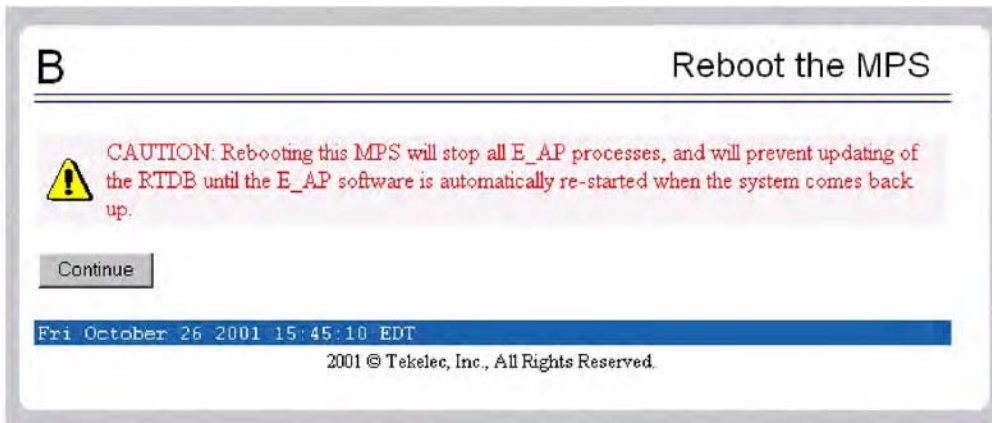 B
Reboot the MPS
CAUTION: Rebooting this MPS will stop all E_AP processes, and will prevent updating of
the RTDB until the E_AP software is automatically re-started when the system comes back
up.
Continue
Fri October 26 2001 15:45:10 EDT
2001 © Tekelec, Inc., All Rights Reserved.